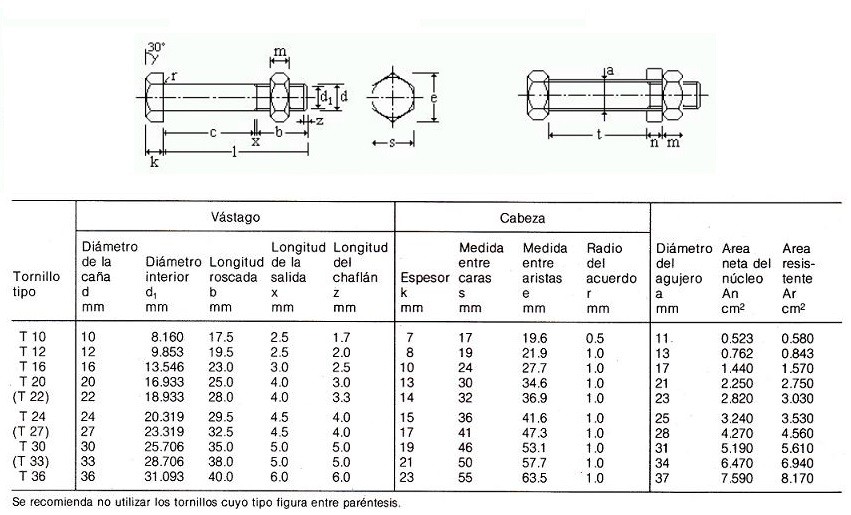 30°
r
m
d₁
d
e
a
c
x
b
z
s
t
n
m
k
l
Vástago
Cabeza
Tornillo tipo
Diámetro de la caña d mm
Diámetro interior d₁ mm
Longitud roscada b mm
Longitud de la salida x mm
Longitud del chaflán z mm
Espesor k mm
Medida entre caras s mm
Medida entre aristas e mm
Radio del acuerdo r mm
Diámetro del agujero a mm
Area neta del núcleo An cm²
Area resis- tente Ar cm²
T 10 10 8.160 17.5 2.5 1.7 7 17 19.6 0.5 11 0.523 0.580
T 12 12 9.853 19.5 2.5 2.0 8 19 21.9 1.0 13 0.762 0.843
T 16 16 13.546 23.0 3.0 2.5 10 24 27.7 1.0 17 1.440 1.570
T 20 20 16.933 25.0 4.0 3.0 13 30 34.6 1.0 21 2.250 2.750
(T 22) 22 18.933 28.0 4.0 3.3 14 32 36.9 1.0 23 2.820 3.030
T 24 24 20.319 29.5 4.5 4.0 15 36 41.6 1.0 25 3.240 3.530
(T 27) 27 23.319 32.5 4.5 4.0 17 41 47.3 1.0 28 4.270 4.560
T 30 30 25.706 35.0 5.0 5.0 19 46 53.1 1.0 31 5.190 5.610
(T 33) 33 28.706 38.0 5.0 5.0 21 50 57.7 1.0 34 6.470 6.940
T 36 36 31.093 40.0 6.0 6.0 23 55 63.5 1.0 37 7.590 8.170
Se recomienda no utilizar los tornillos cuyo tipo figura entre paréntesis.